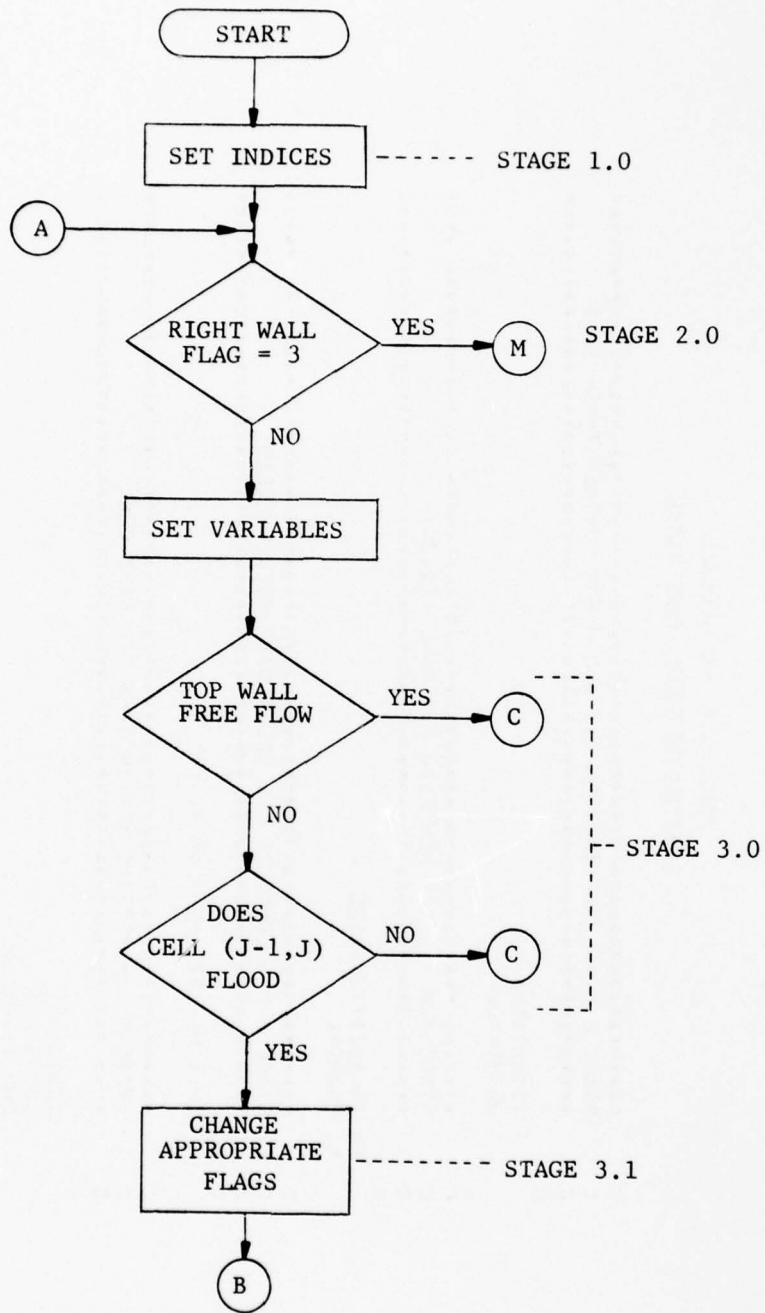 START
SET INDICES
STAGE 1.0
A
RIGHT WALL
FLAG = 3
YES
M
STAGE 2.0
NO
SET VARIABLES
TOP WALL
FREE FLOW
YES
C
NO
STAGE 3.0
DOES
CELL (J-1,J)
FLOOD
NO
C
YES
CHANGE
APPROPRIATE
FLAGS
STAGE 3.1
B